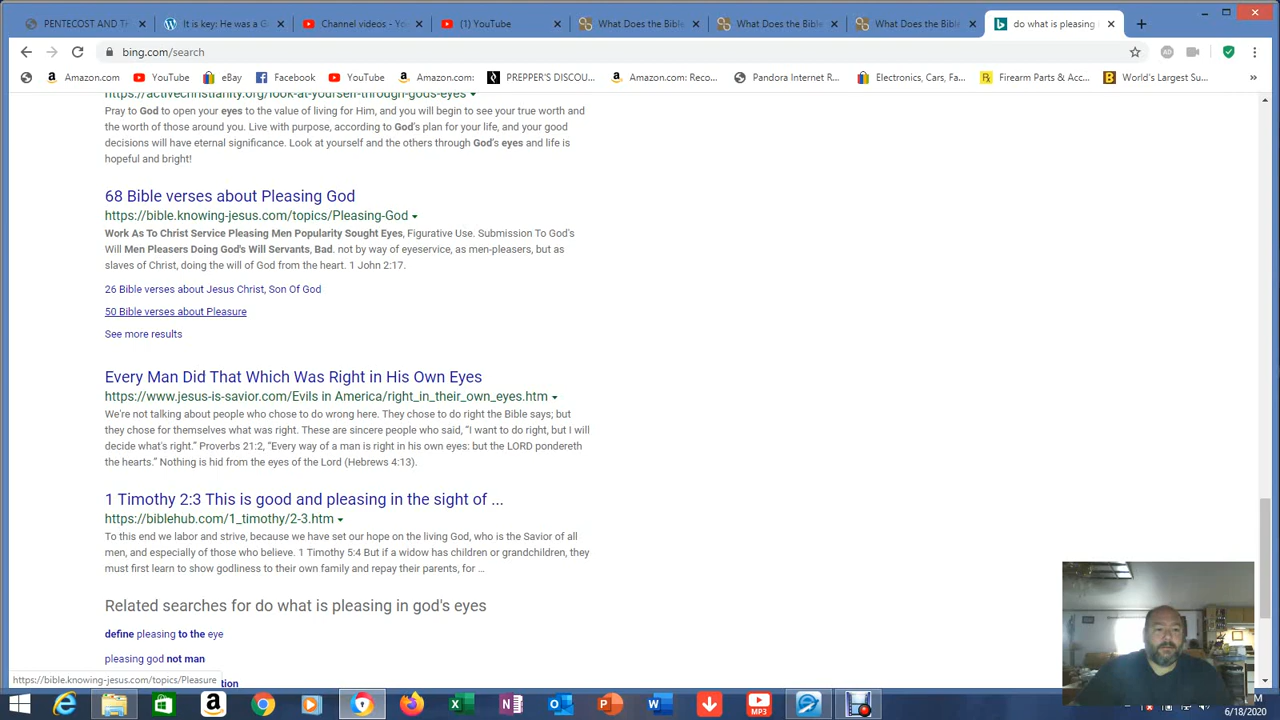 PENTECOST AND TH
It is key: He was a G
Channel videos - Yo
(1) YouTube
What Does the Bible
What Does the Bible
What Does the Bible
do what is pleasing
bing.com/search
Amazon.com
YouTube
eBay
Facebook
Amazon.com:
PREPPER'S DISCOU...
Amazon.com: Reco...
Pandora Internet R...
Electronics, Cars, Fa...
Firearm Parts & Acc...
World's Largest Su...
https://activechristianity.org/look-at-yourself-through-gods-eyes
Pray to God to open your eyes to the value of living for Him, and you will begin to see your true worth and
the worth of those around you. Live with purpose, according to God's plan for your life, and your good
decisions will have eternal significance. Look at yourself and the others through God's eyes and life is
hopeful and bright!
68 Bible verses about Pleasing God
https://bible.knowing-jesus.com/topics/Pleasing-God
Work As To Christ Service Pleasing Men Popularity Sought Eyes, Figurative Use. Submission To God's
Will Men Pleasers Doing God's Will Servants, Bad. not by way of eyeservice, as men-pleasers, but as
slaves of Christ, doing the will of God from the heart. 1 John 2:17.
26 Bible verses about Jesus Christ, Son Of God
50 Bible verses about Pleasure
See more results
Every Man Did That Which Was Right in His Own Eyes
https://www.jesus-is-savior.com/Evils in America/right_in_their_own_eyes.htm
We're not talking about people who chose to do wrong here. They chose to do right the Bible says; but
they chose for themselves what was right. These are sincere people who said, “I want to do right, but I will
decide what's right.” Proverbs 21:2, “Every way of a man is right in his own eyes: but the LORD pondereth
the hearts.” Nothing is hid from the eyes of the Lord (Hebrews 4:13).
1 Timothy 2:3 This is good and pleasing in the sight of ...
https://biblehub.com/1_timothy/2-3.htm
To this end we labor and strive, because we have set our hope on the living God, who is the Savior of all
men, and especially of those who believe. 1 Timothy 5:4 But if a widow has children or grandchildren, they
must first learn to show godliness to their own family and repay their parents, for ...
Related searches for do what is pleasing in god's eyes
define pleasing to the eye
pleasing god not man
https://bible.knowing-jesus.com/topics/Pleasure
MP3
6/18/2020